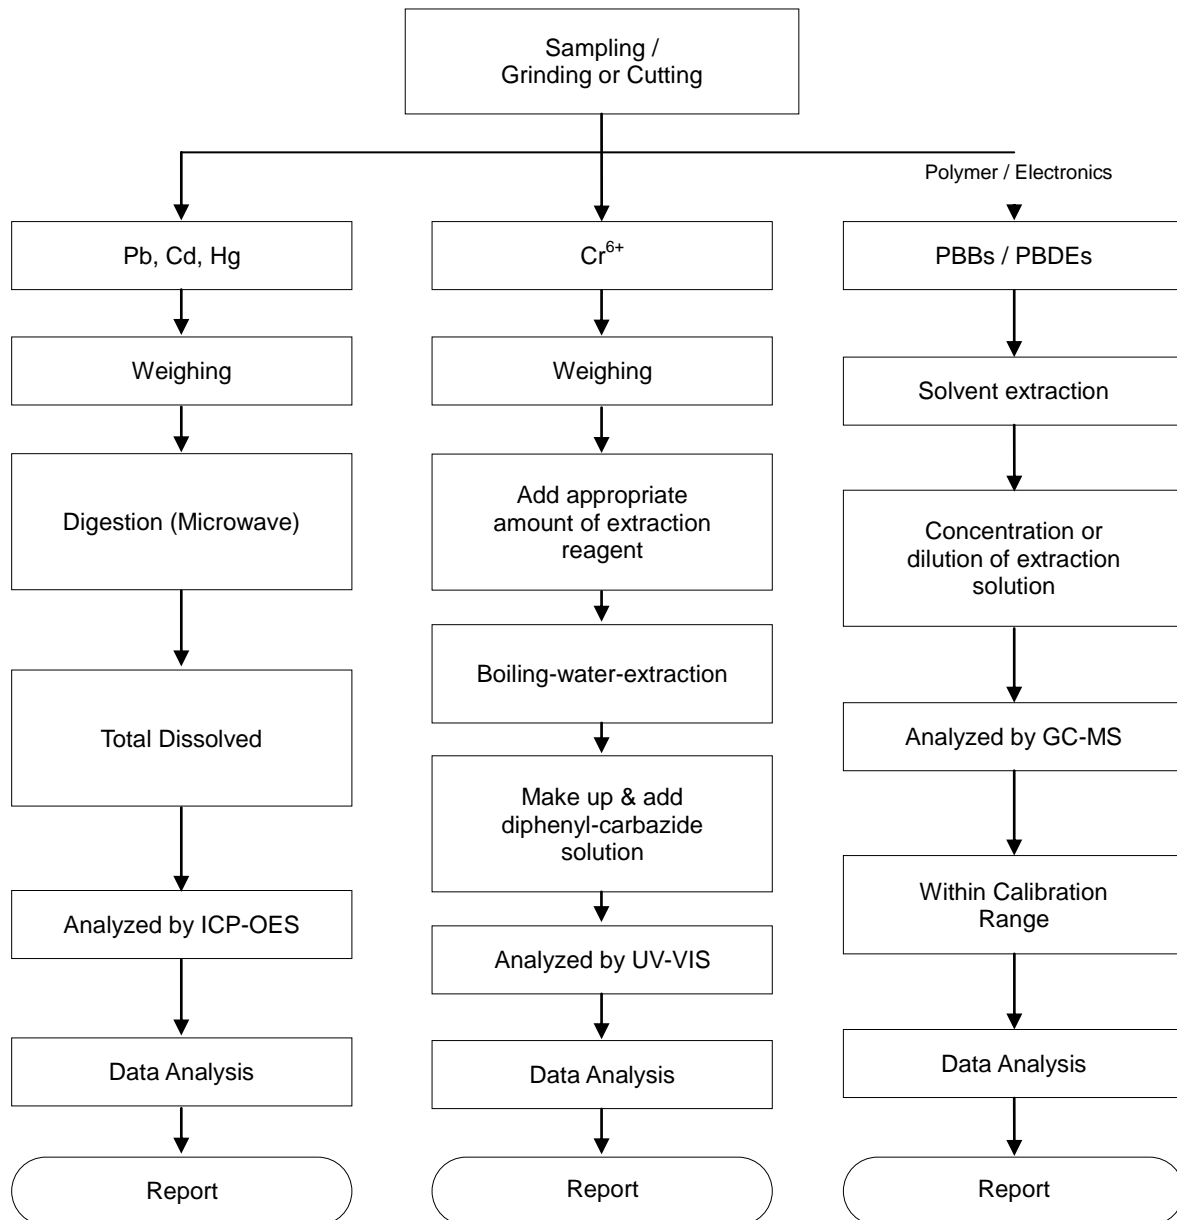 Sampling /
Grinding or Cutting
Polymer / Electronics
Pb, Cd, Hg
Weighing
Digestion (Microwave)
Total Dissolved
Analyzed by ICP-OES
Data Analysis
Report
Cr6+
Weighing
Add appropriate
amount of extraction
reagent
Boiling-water-extraction
Make up & add
diphenyl-carbazide
solution
Analyzed by UV-VIS
Data Analysis
Report
PBBs / PBDEs
Solvent extraction
Concentration or
dilution of extraction
solution
Analyzed by GC-MS
Within Calibration
Range
Data Analysis
Report